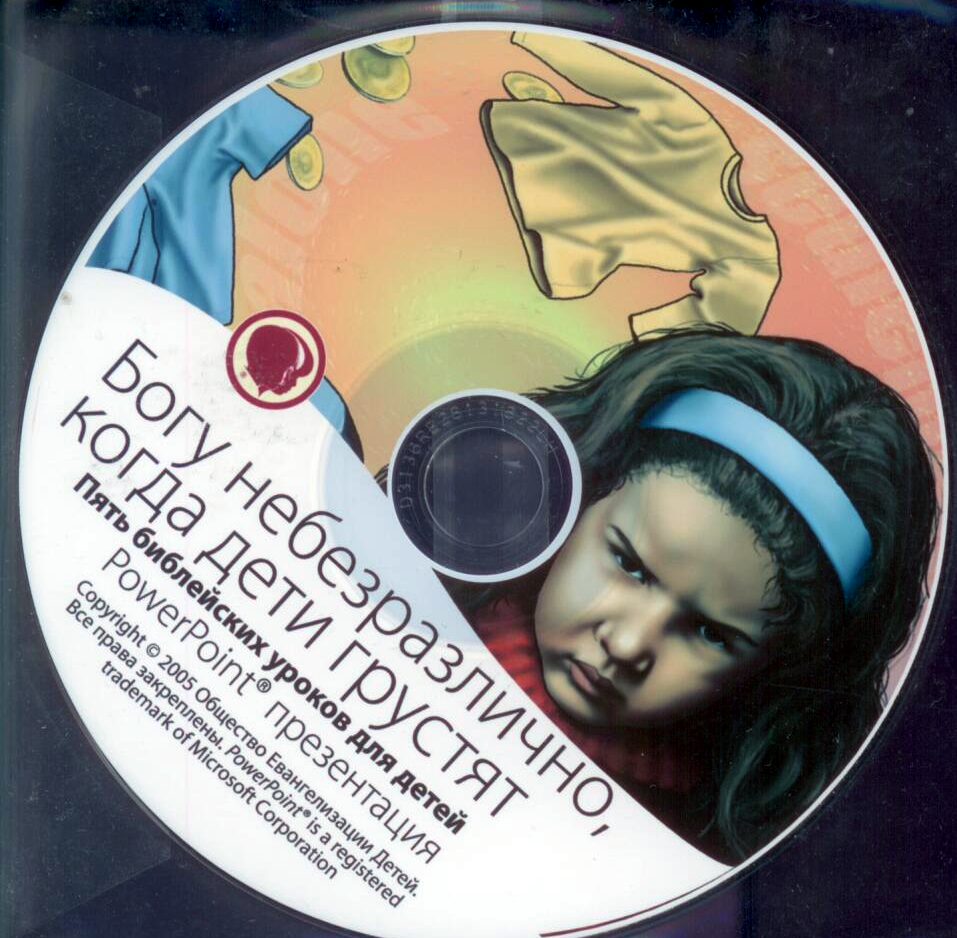 Богу небезразлично,
когда дети грустят
Пять библейских уроков для детей
PowerPoint® презентация
Copyright © 2005 Общество Евангелизации Детей.
Все права закреплены. PowerPoint® is a registered
trademark of Microsoft Corporation